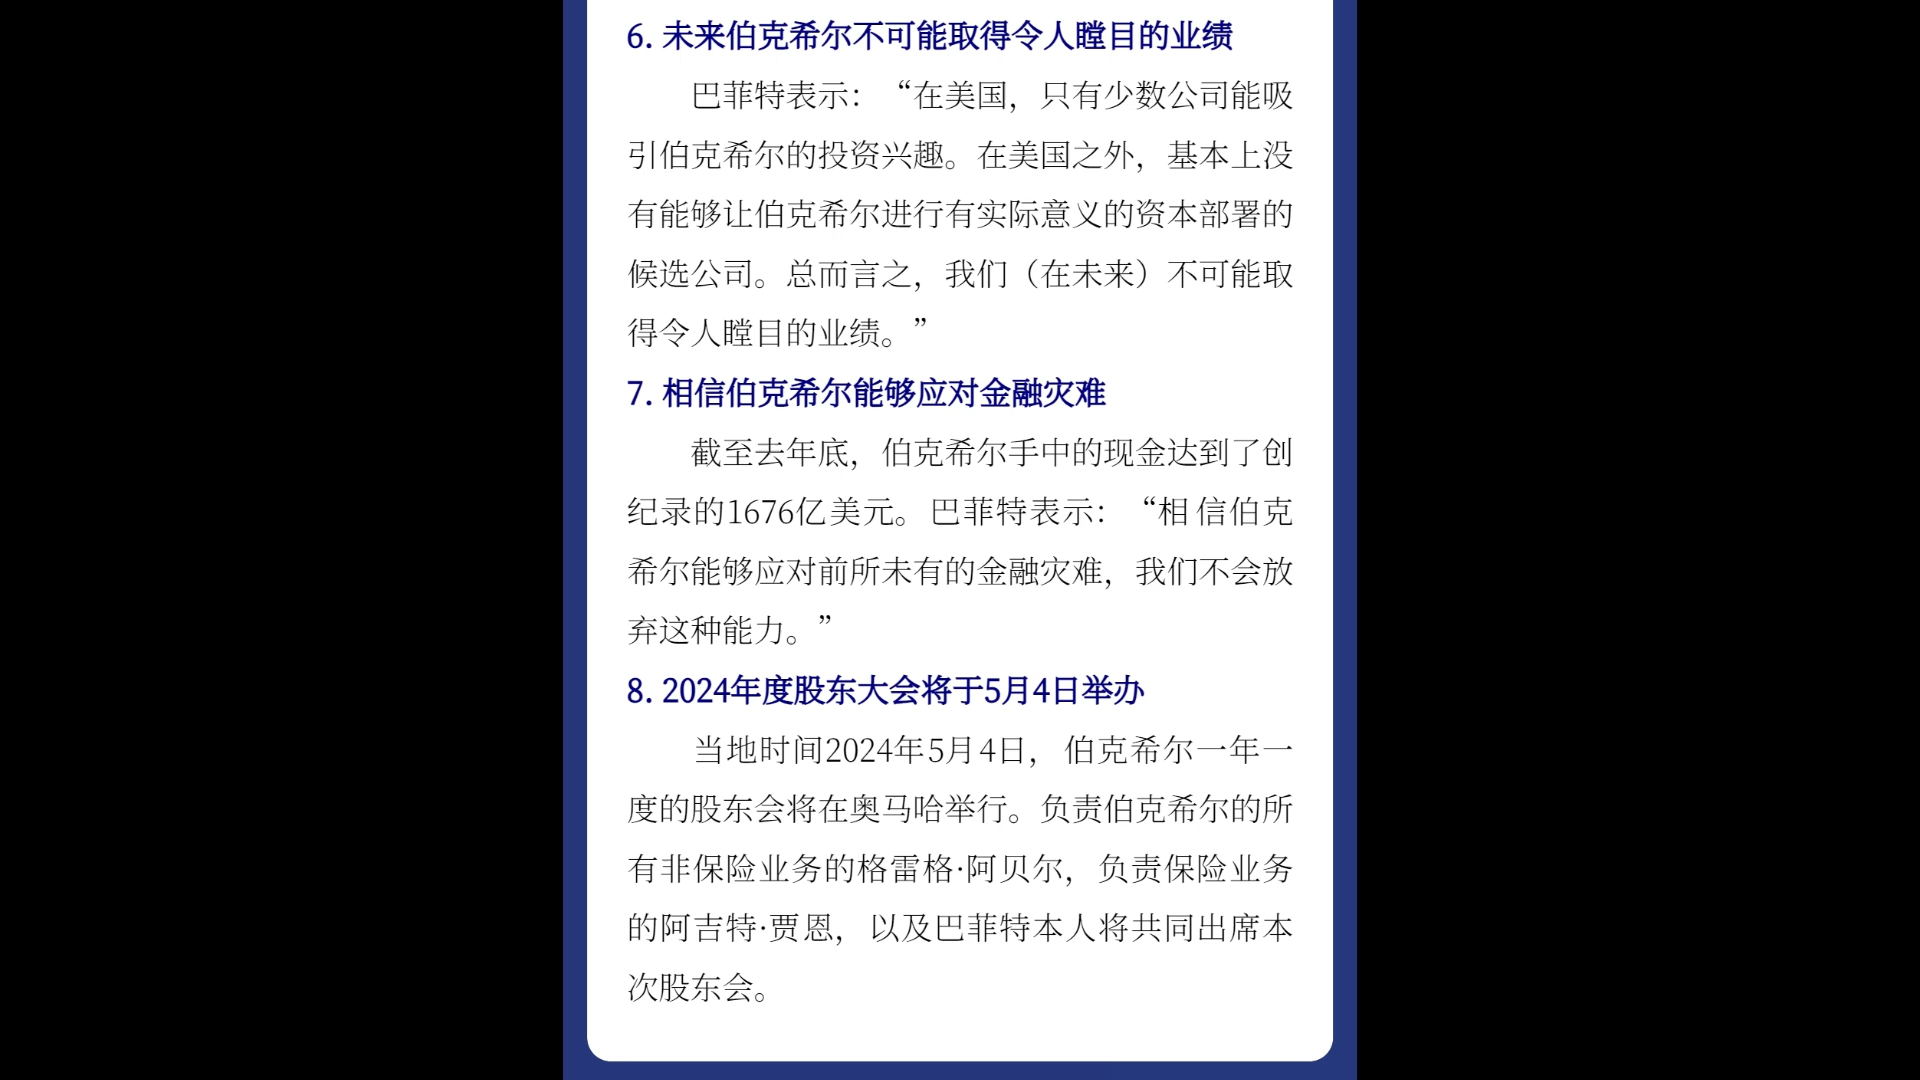 6. 未来伯克希尔不可能取得令人瞠目的业绩
巴菲特表示：“在美国，只有少数公司能吸
引伯克希尔的投资兴趣。在美国之外，基本上没
有能够让伯克希尔进行有实际意义的资本部署的
候选公司。总而言之，我们（在未来）不可能取
得令人瞠目的业绩。”
7. 相信伯克希尔能够应对金融灾难
截至去年底，伯克希尔手中的现金达到了创
纪录的1676亿美元。巴菲特表示：“相信伯克
希尔能够应对前所未有的金融灾难，我们不会放
弃这种能力。”
8. 2024年度股东大会将于5月4日举办
当地时间2024年5月4日，伯克希尔一年一
度的股东会将在奥马哈举行。负责伯克希尔的所
有非保险业务的格雷格·阿贝尔，负责保险业务
的阿吉特·贾恩，以及巴菲特本人将共同出席本
次股东会。